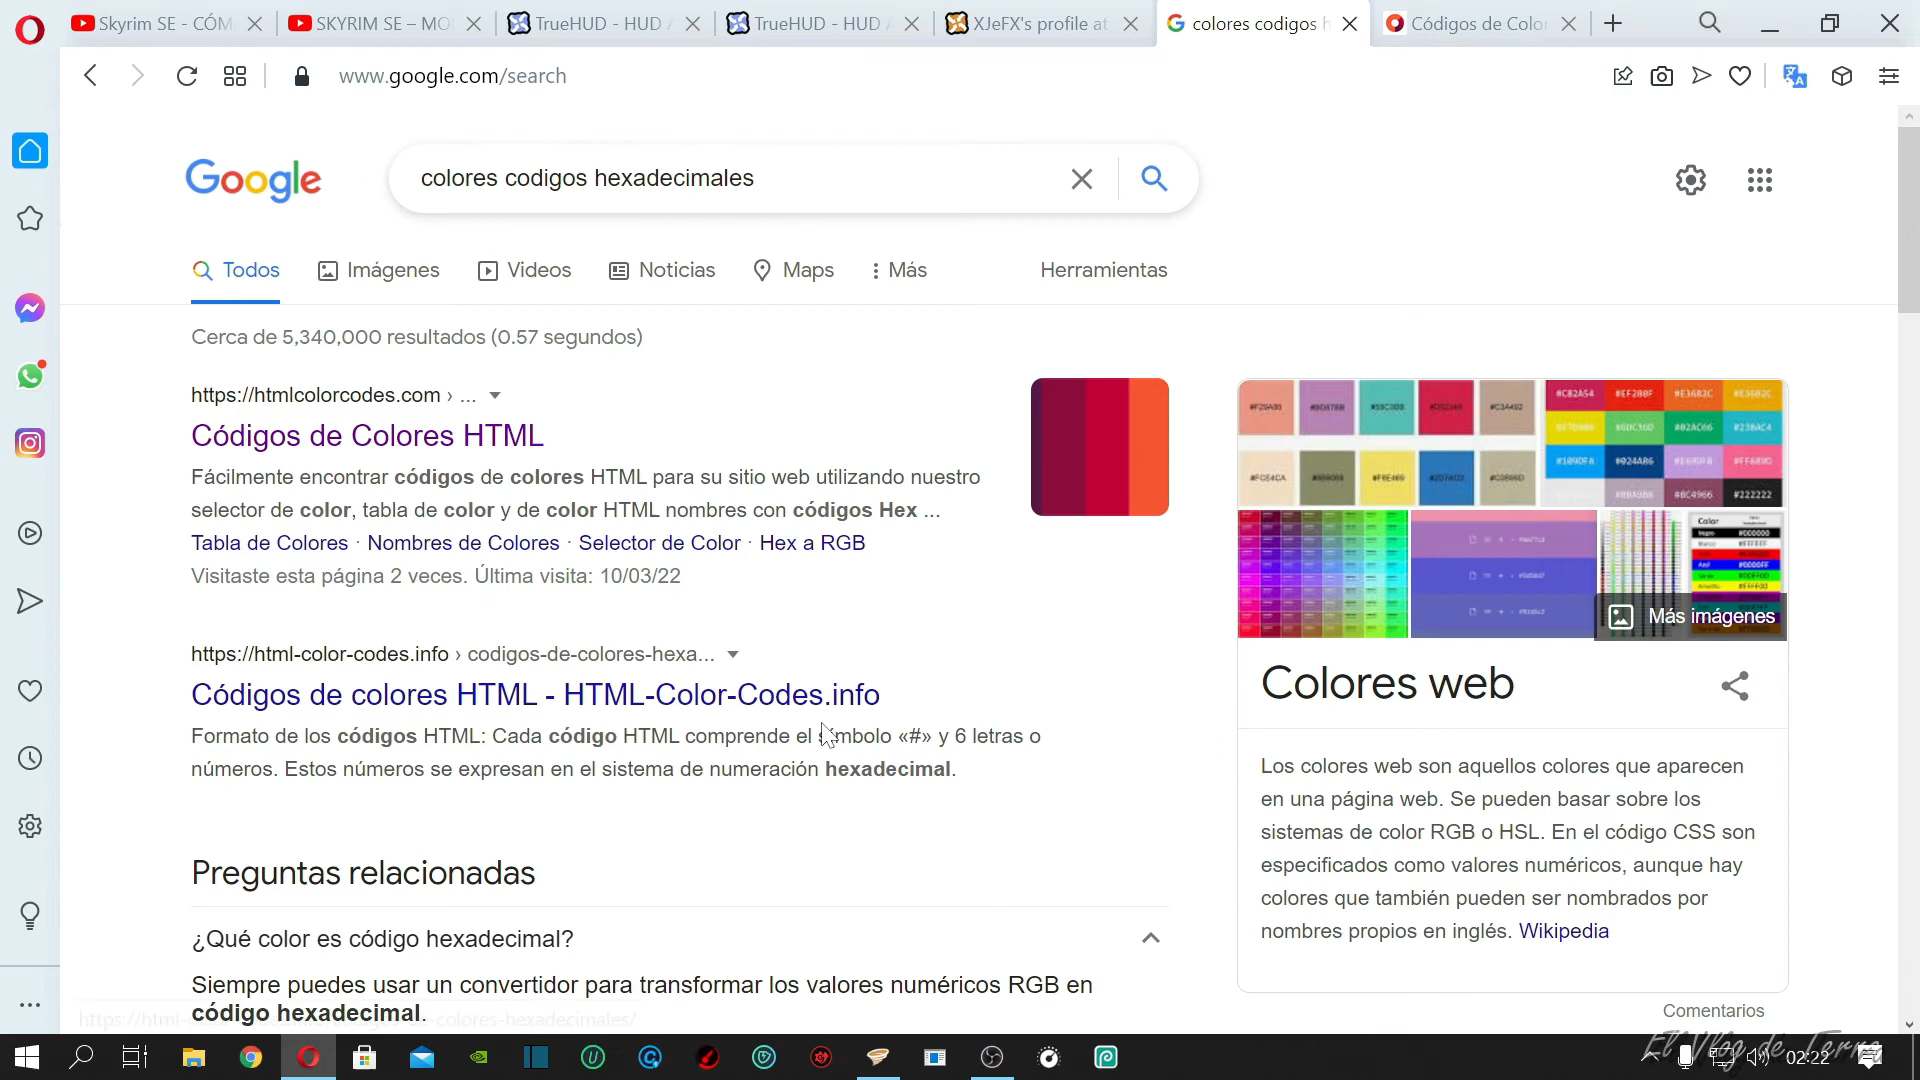 Skyrim SE - CÓM
SKYRIM SE – MO
TrueHUD - HUD A
TrueHUD - HUD A
XJeFX's profile at
colores codigos h
Códigos de Color
www.google.com/search
Google
colores codigos hexadecimales
Todos
Imágenes
Videos
Noticias
Maps
Más
Herramientas
Cerca de 5,340,000 resultados (0.57 segundos)
https://htmlcolorcodes.com › ...
Códigos de Colores HTML
Fácilmente encontrar códigos de colores HTML para su sitio web utilizando nuestro
selector de color, tabla de color y de color HTML nombres con códigos Hex ...
Tabla de Colores · Nombres de Colores · Selector de Color · Hex a RGB
Visitaste esta página 2 veces. Última visita: 10/03/22
https://html-color-codes.info › codigos-de-colores-hexa...
Códigos de colores HTML - HTML-Color-Codes.info
Formato de los códigos HTML: Cada código HTML comprende el símbolo «#» y 6 letras o
números. Estos números se expresan en el sistema de numeración hexadecimal.
Preguntas relacionadas
¿Qué color es código hexadecimal?
Siempre puedes usar un convertidor para transformar los valores numéricos RGB en
código hexadecimal.
#222222
Color
Más imágenes
Colores web
Los colores web son aquellos colores que aparecen
en una página web. Se pueden basar sobre los
sistemas de color RGB o HSL. En el código CSS son
especificados como valores numéricos, aunque hay
colores que también pueden ser nombrados por
nombres propios en inglés. Wikipedia
Comentarios
El Vlog de Terra
02:22